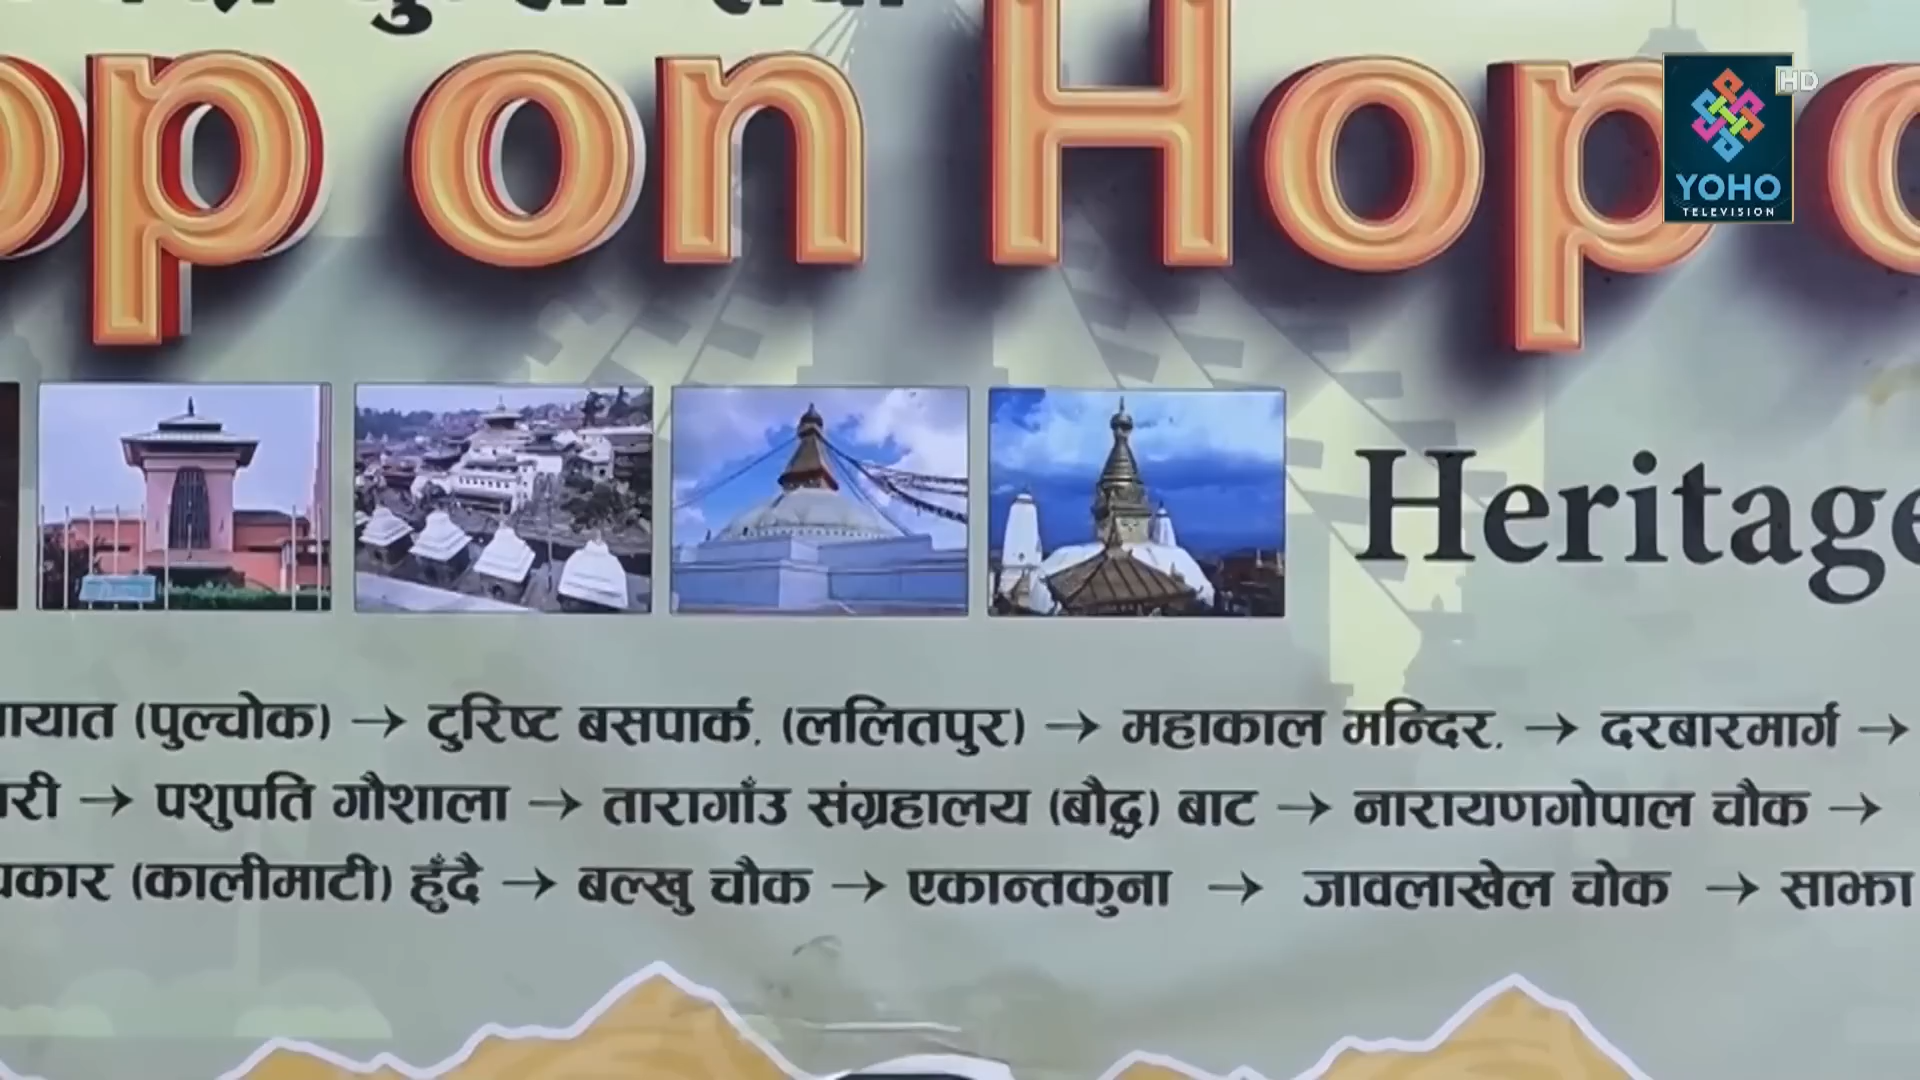 op on Hop o
HD
YOHO
TELEVISION
Heritage
(पुल्चोक) → टुरिष्ट बसपार्क. (ललितपुर) → महाकाल मन्दिर. → दरबारमार्ग →
→ पशुपति गौशाला → तारागाँउ संग्रहालय (बौद्ध) बाट → नारायणगोपाल चौक →
(कालीमाटी) हुँदै → बल्खु चौक → एकान्तकुना → जावलाखेल चोक → साझा